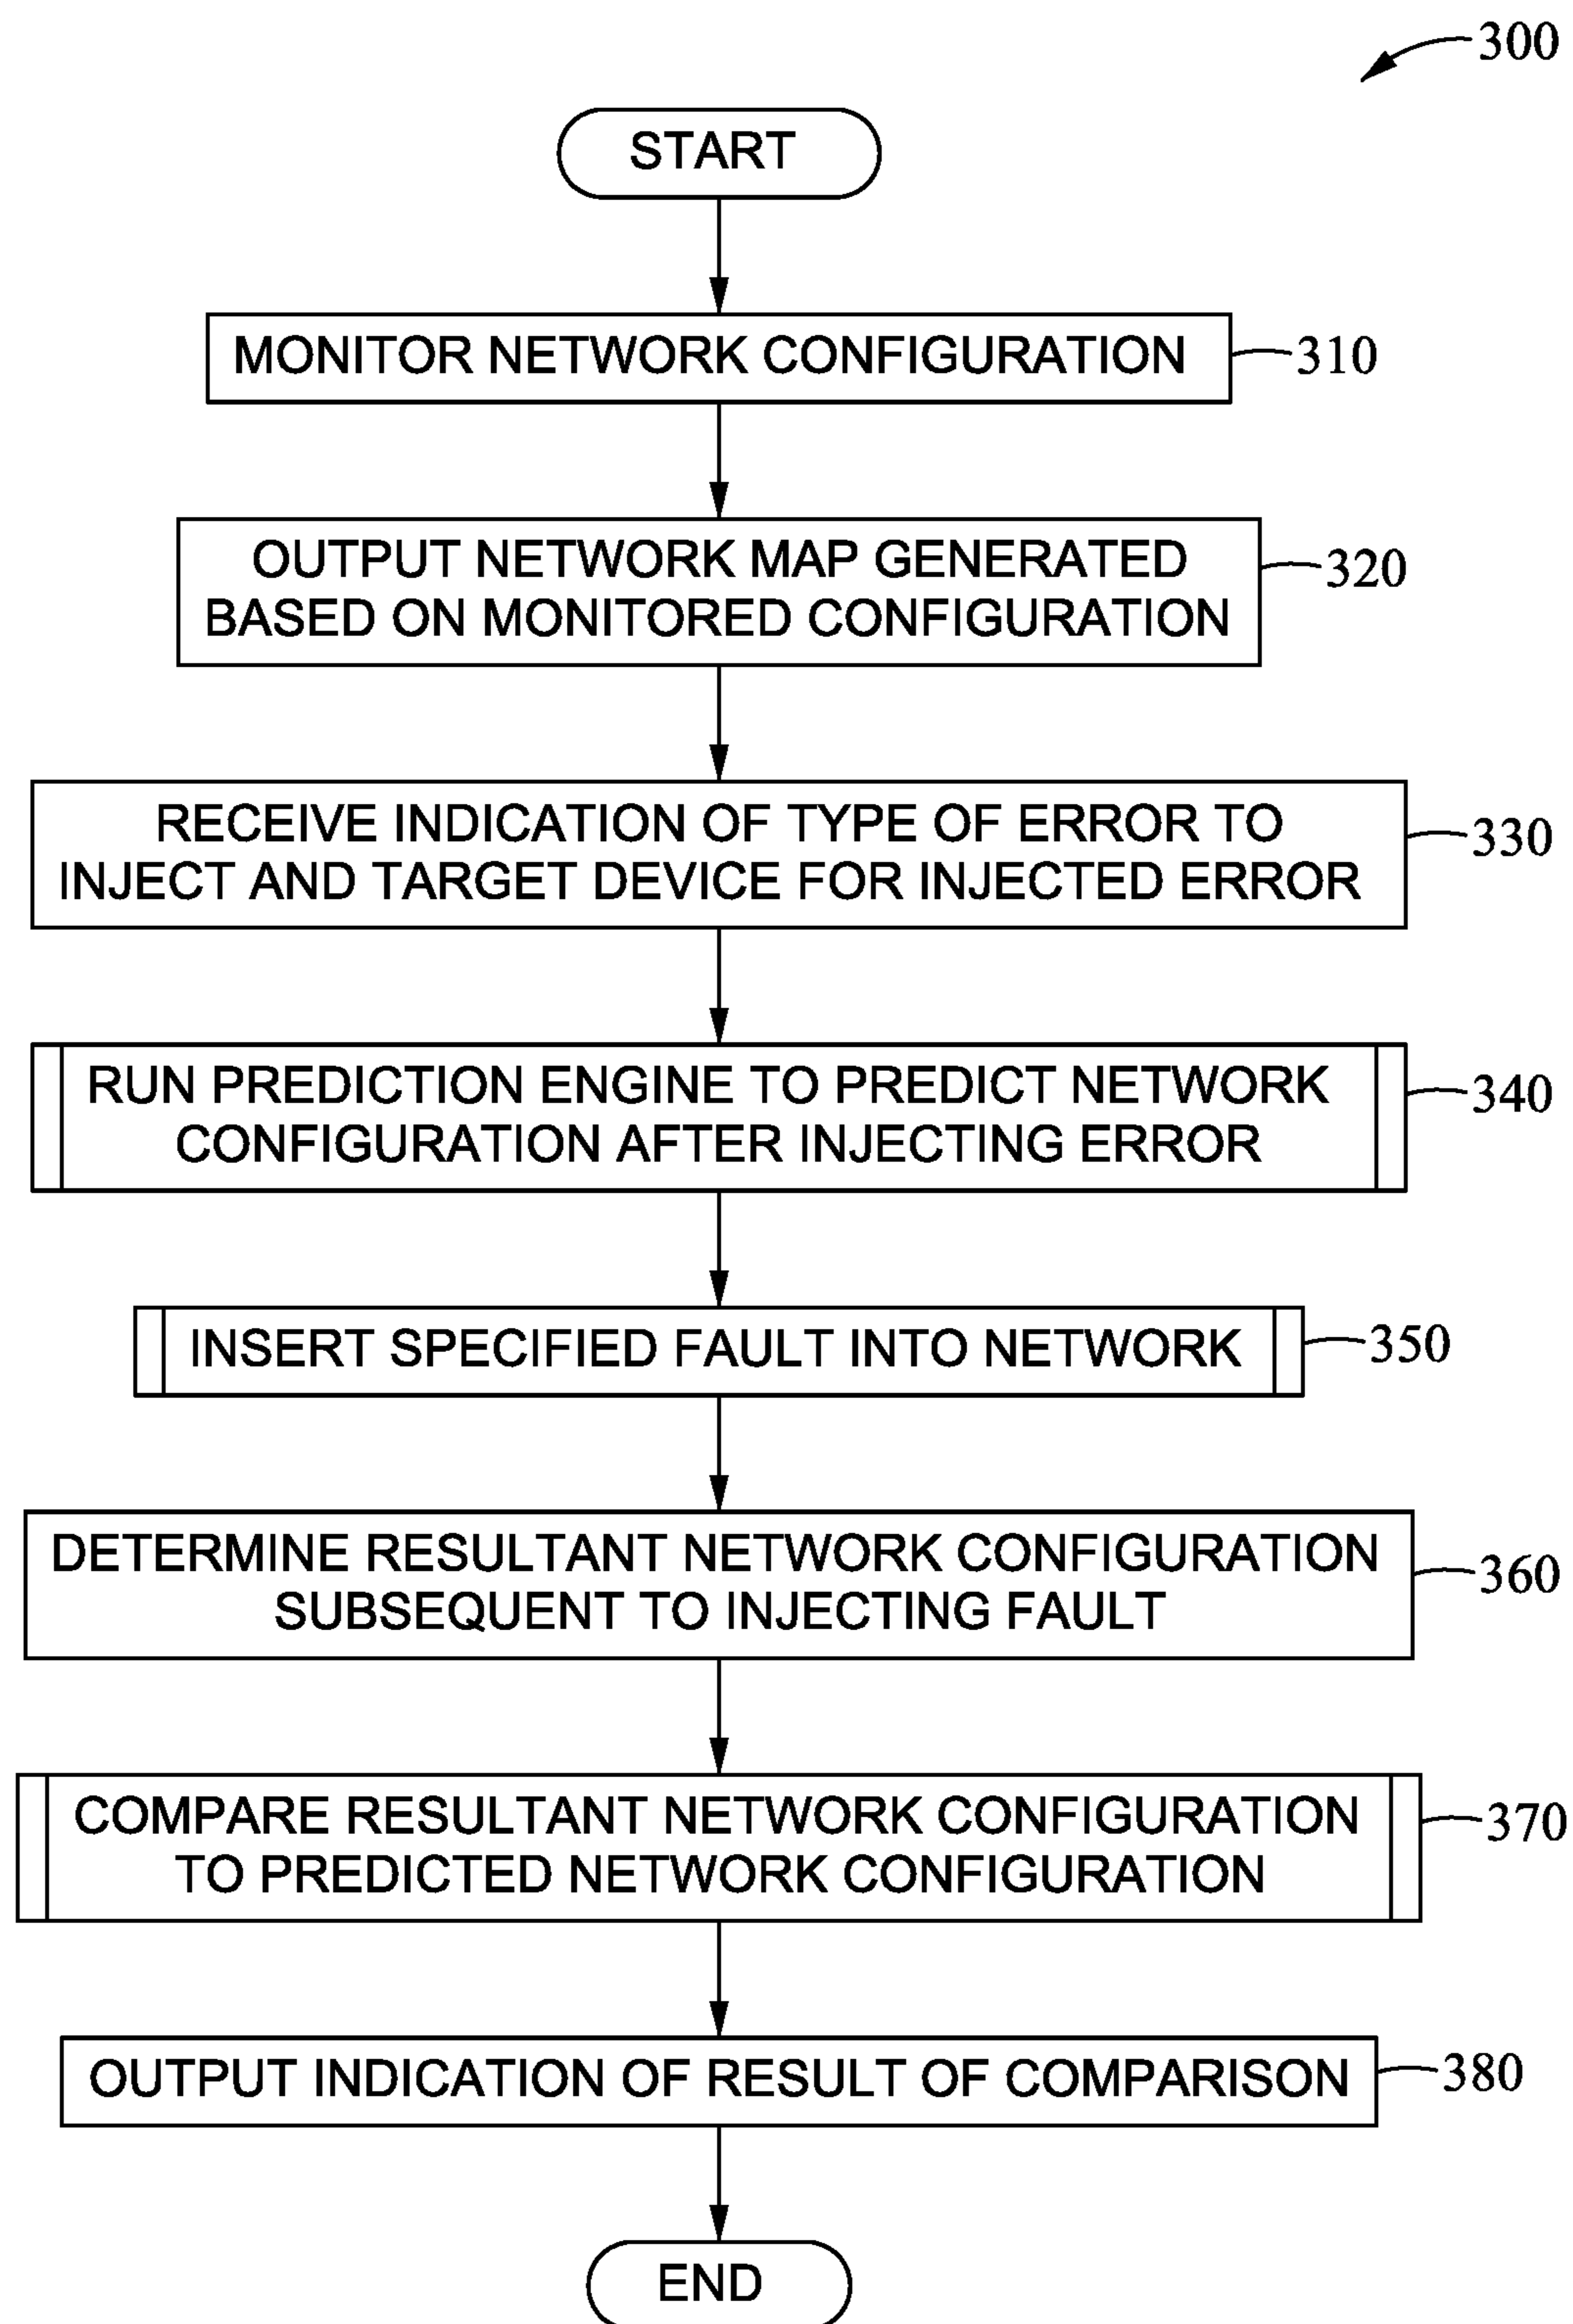 300
START
MONITOR NETWORK CONFIGURATION
310
OUTPUT NETWORK MAP GENERATED
BASED ON MONITORED CONFIGURATION
320
RECEIVE INDICATION OF TYPE OF ERROR TO
INJECT AND TARGET DEVICE FOR INJECTED ERROR
330
RUN PREDICTION ENGINE TO PREDICT NETWORK
CONFIGURATION AFTER INJECTING ERROR
340
INSERT SPECIFIED FAULT INTO NETWORK
350
DETERMINE RESULTANT NETWORK CONFIGURATION
SUBSEQUENT TO INJECTING FAULT
360
COMPARE RESULTANT NETWORK CONFIGURATION
TO PREDICTED NETWORK CONFIGURATION
370
OUTPUT INDICATION OF RESULT OF COMPARISON
380
END